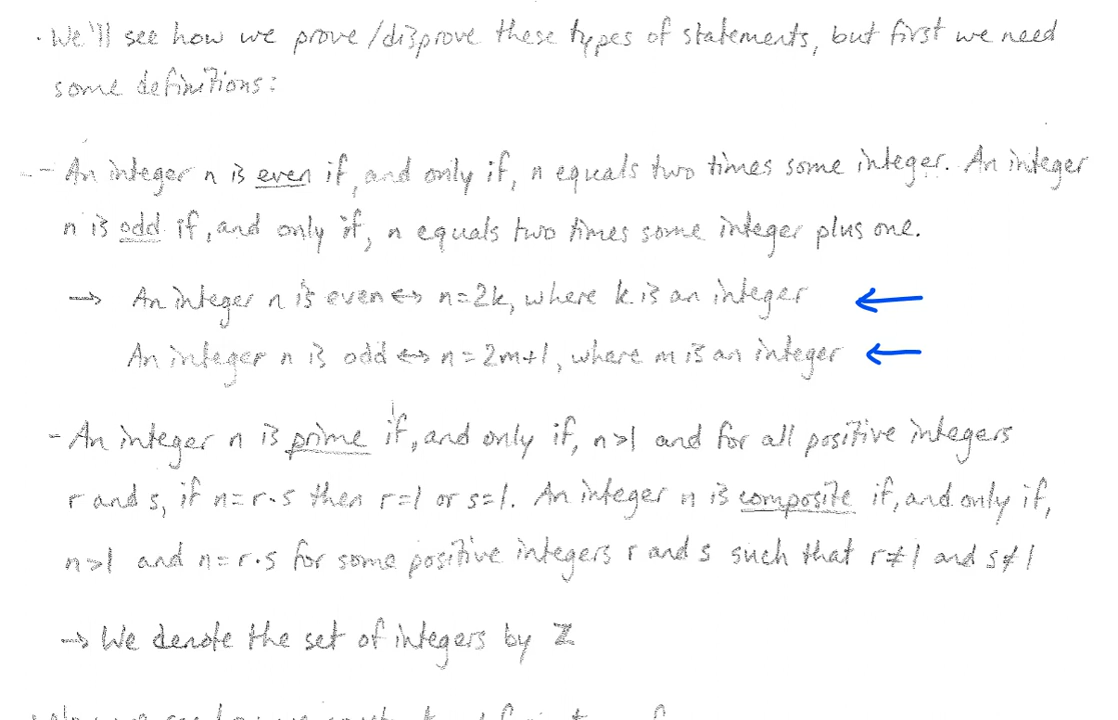 · We'll see how we prove/disprove these types of statements, but first we need
some definitions:
- An integer n is even if, and only if, n equals two times some integer. An integer
n is odd if, and only if, n equals two times some integer plus one.
→ An integer n is even ↔ n=2k, where k is an integer ←
An integer n is odd ↔ n=2m+1, where m is an integer ←
- An integer n is prime if, and only if, n>1 and for all positive integers
r and s, if n=r·s then r=1 or s=1. An integer n is composite if, and only if,
n>1 and n=r·s for some positive integers r and s such that r≠1 and s≠1
→ We denote the set of integers by ℤ